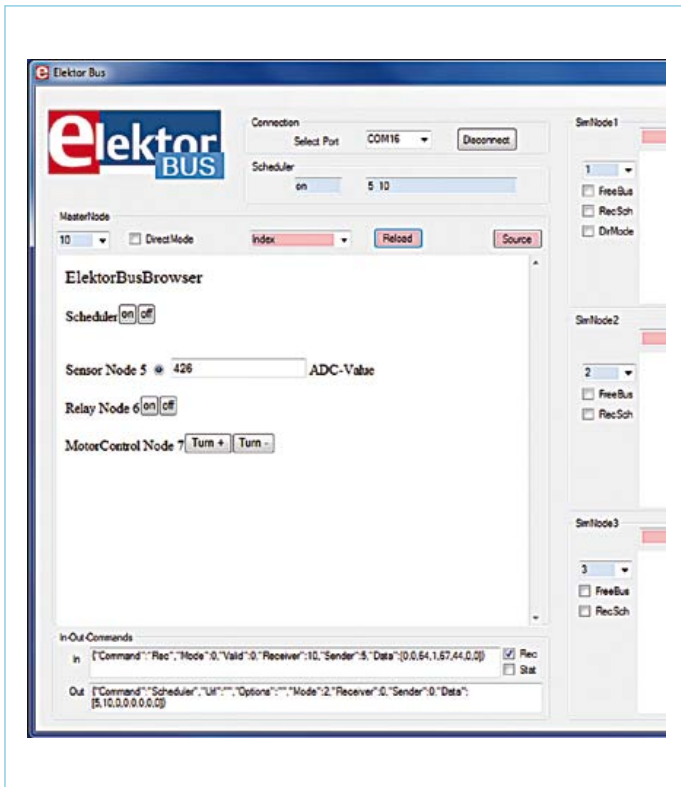 Elektor Bus
elektor
BUS
Connection
Select Port COM16 Disconnect
Scheduler
on 5 10
MasterNode
10 DirectMode Index Reload Source
ElektorBusBrowser
Scheduler on off
Sensor Node 5 426 ADC-Value
Relay Node 6 on off
MotorControl Node 7 Turn + Turn -
In-Out-Commands
In {"Command":"Rec","Mode":0,"Valid":0,"Receiver":10,"Sender":5,"Data":[0,0,64,1,67,44,0,0]} Rec
Stat
Out {"Command":"Scheduler","Url":"","Options":"","Mode":2,"Receiver":0,"Sender":0,"Data":
[5,10,0,0,0,0,0,0]}
SimNode1
1
FreeBus
RecSch
DirMode
SimNode2
2
FreeBus
RecSch
SimNode3
3
FreeBus
RecSch